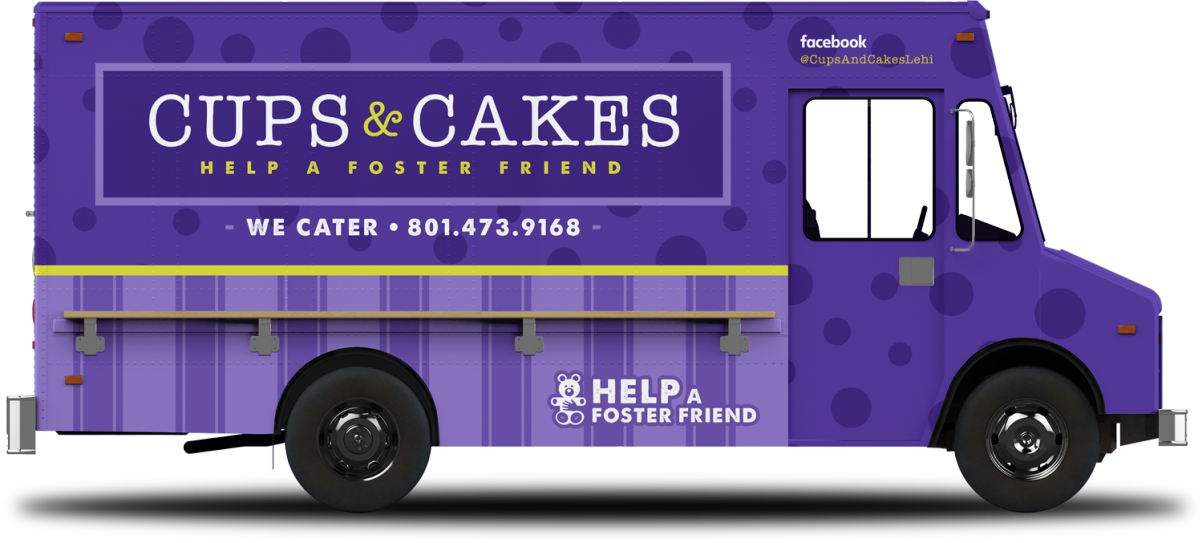 facebook
@CupsAndCakesLehi
CUPS & CAKES
HELP A FOSTER FRIEND
- WE CATER • 801.473.9168 -
HELP A
FOSTER FRIEND